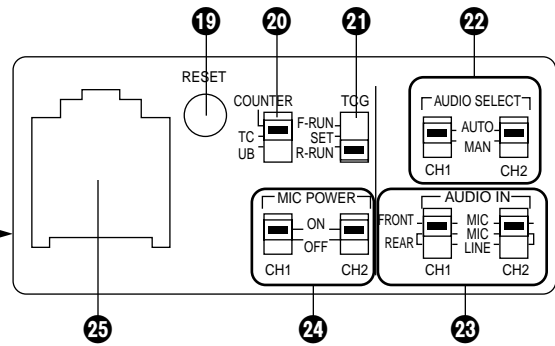 19 20 21 22
RESET
COUNTER
TC
UB
TCG
F-RUN
SET
R-RUN
AUDIO SELECT
AUTO
MAN
CH1 CH2
MIC POWER
ON
OFF
CH1 CH2
AUDIO IN
FRONT MIC
MIC
REAR LINE
CH1 CH2
25 24 23